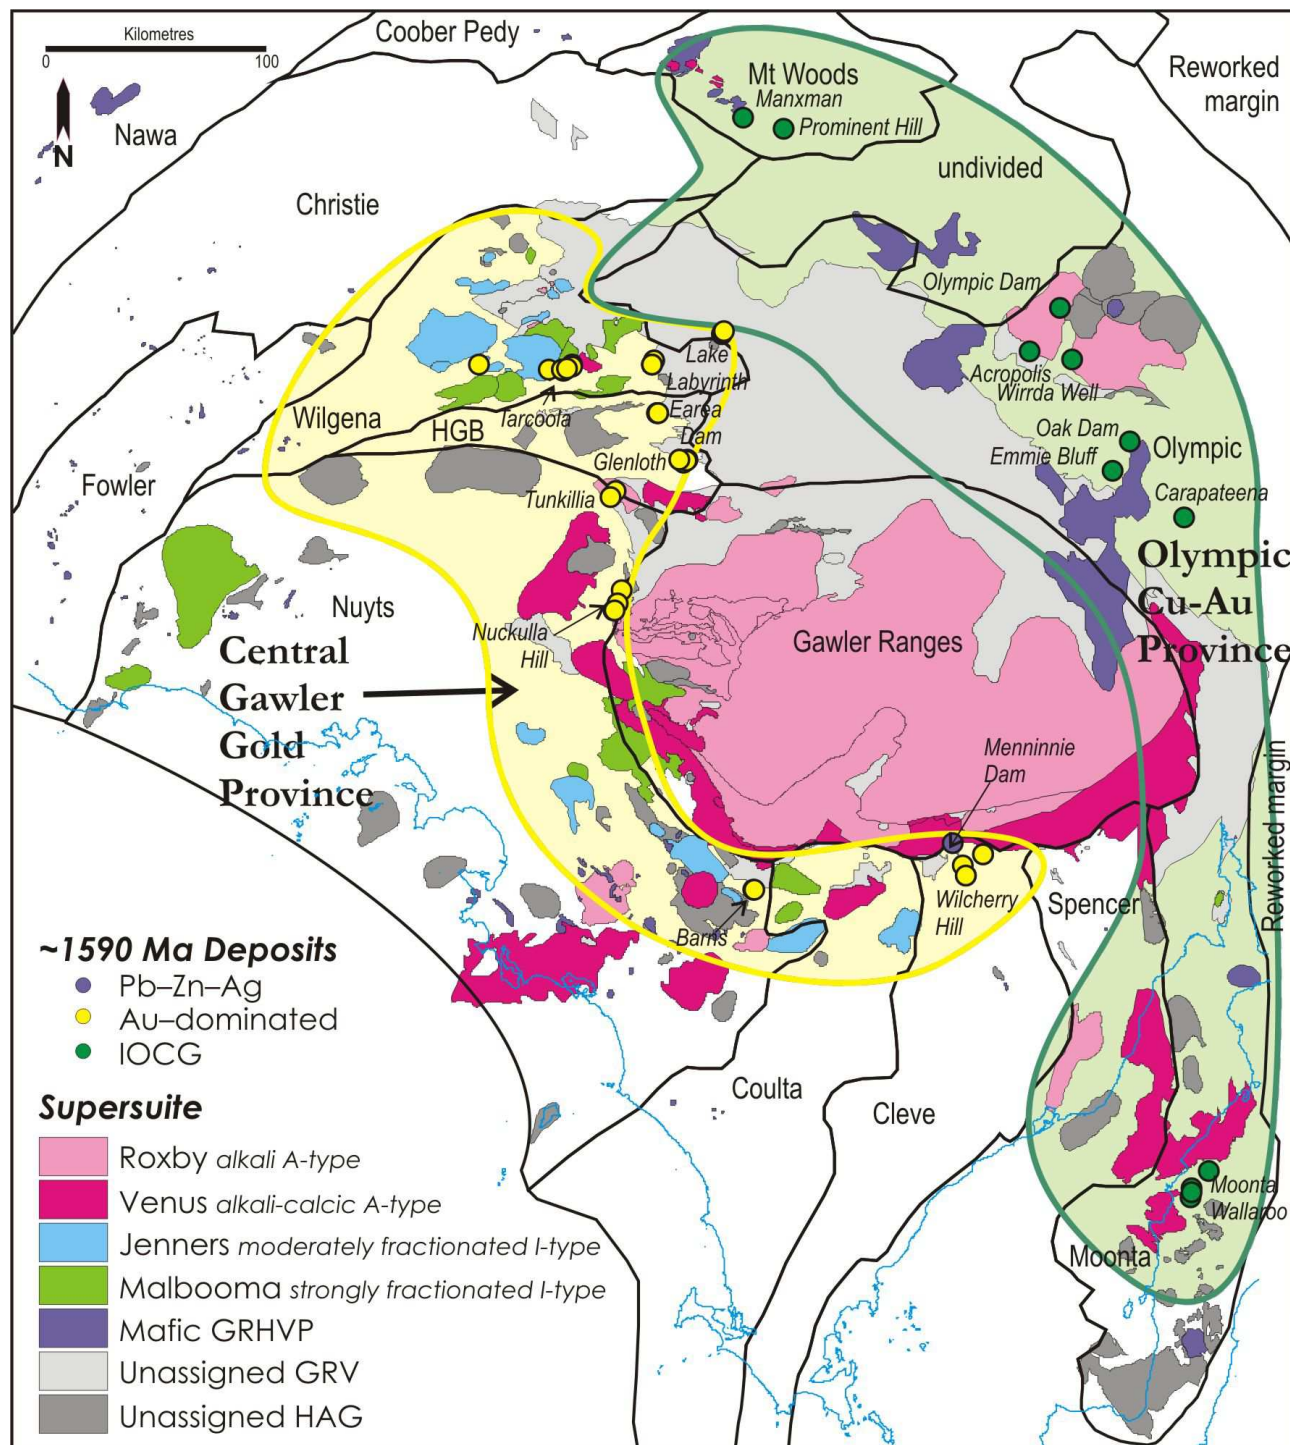 Kilometres
0 100
N
Coober Pedy
Nawa
Christie
Mt Woods
Manxman
Prominent Hill
Reworked
margin
undivided
Olympic Dam
Acropolis
Wirrda Well
Oak Dam
Emmie Bluff
Olympic
Carapateena
Olympic
Cu-Au
Province
Lake
Labyrinth
Earea
Dam
Tarcoola
Wilgena
HGB
Glenloth
Tunkillia
Fowler
Nuyts
Nuckulla
Hill
Gawler Ranges
Central
Gawler
Gold
Province
Menninnie
Dam
Wilcherry
Hill
Barns
Spencer
Reworked margin
Coulta
Cleve
Moonta
Wallaroo
Moonta
~1590 Ma Deposits
Pb–Zn–Ag
Au–dominated
IOCG
Supersuite
Roxby alkali A-type
Venus alkali-calcic A-type
Jenners moderately fractionated I-type
Malbooma strongly fractionated I-type
Mafic GRHVP
Unassigned GRV
Unassigned HAG